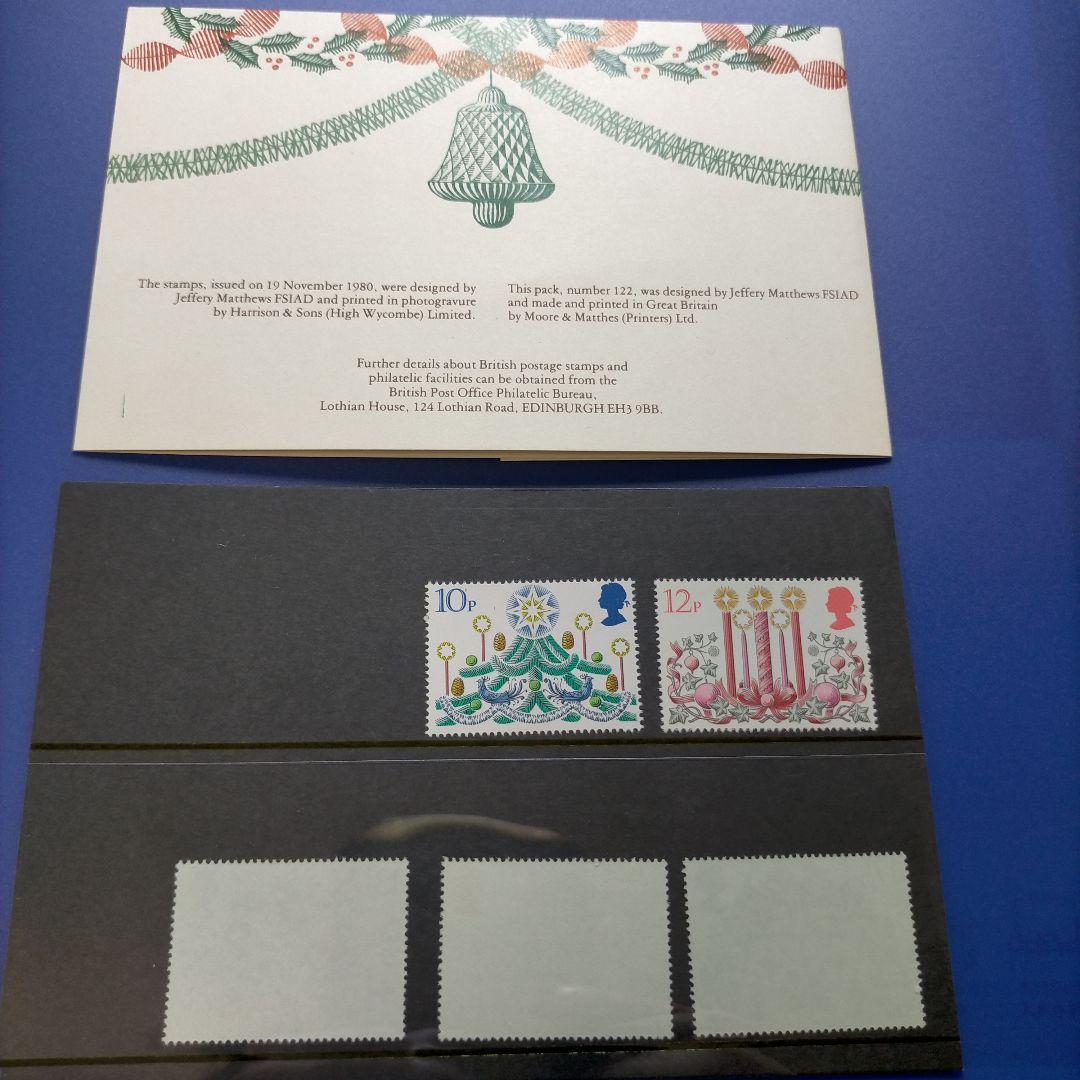 The stamps, issued on 19 November 1980, were designed by
Jeffery Matthews FSIAD and printed in photogravure
by Harrison & Sons (High Wycombe) Limited.
This pack, number 122, was designed by Jeffery Matthews FSIAD
and made and printed in Great Britain
by Moore & Matthes (Printers) Ltd.
Further details about British postage stamps and
philatelic facilities can be obtained from the
British Post Office Philatelic Bureau,
Lothian House, 124 Lothian Road, EDINBURGH EH3 9BB.
10P
12P